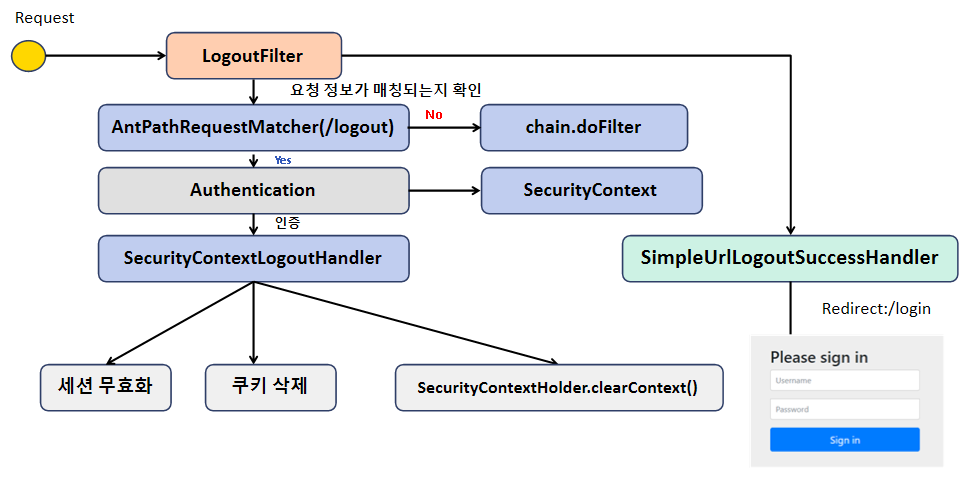 Request
LogoutFilter
요청 정보가 매칭되는지 확인
AntPathRequestMatcher(/logout)
No
chain.doFilter
Yes
Authentication
SecurityContext
인증
SecurityContextLogoutHandler
SimpleUrlLogoutSuccessHandler
Redirect:/login
세션 무효화
쿠키 삭제
SecurityContextHolder.clearContext()
Please sign in
Username
Password
Sign in